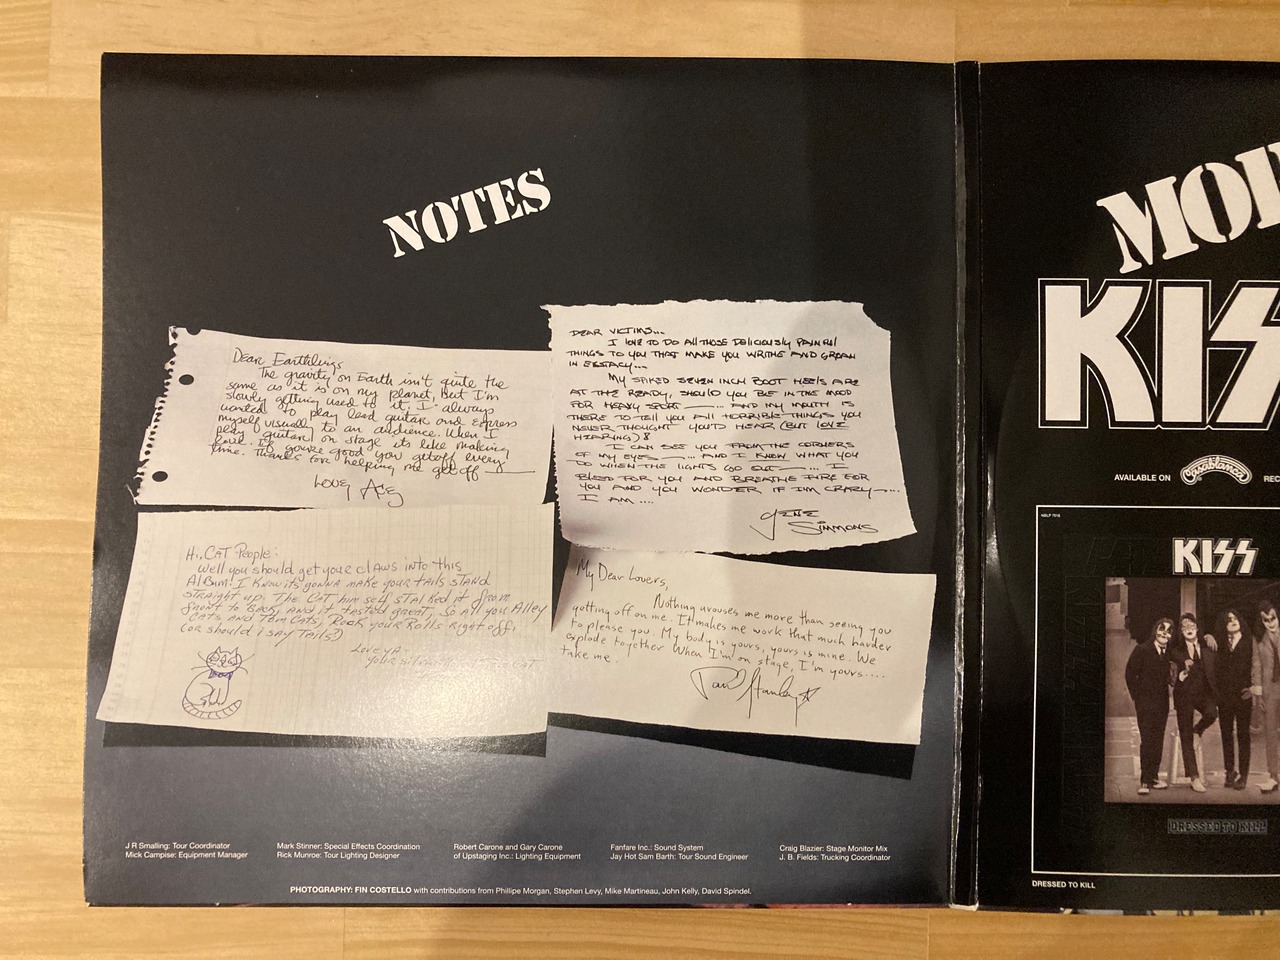 NOTES
Dear Earthlings
The gravity on Earth isn't quite the
same as it is on my planet, But I'm
slowly getting used to it, I always
wanted to play lead guitar and express
myself visually to an audience. When I
play guitar on stage its like making
love. If you're good you getoff every
time. Thanks for helping me get off
Love, Ace
DEAR VICTIMS...
I LOVE TO DO ALL THOSE DELICIOUSLY PAINFUL
THINGS TO YOU THAT MAKE YOU WRITHE AND GROAN
IN ECSTACY...
MY SPIKED SEVEN INCH BOOT HEELS ARE
AT THE READY, SHOULD YOU BE IN THE MOOD
FOR HEAVY SPORT ——... AND MY MOUTH IS
THERE TO TELL YOU ALL HORRIBLE THINGS YOU
NEVER THOUGHT YOU'D HEAR (BUT LOVE
HEARING)!
I CAN SEE YOU FROM THE CORNERS
OF MY EYES ——... AND I KNOW WHAT YOU
DO WHEN THE LIGHTS GO OUT ——... I
BLEED FOR YOU AND BREATHE FIRE FOR
YOU AND YOU WONDER IF I'M CRAZY——...
I AM....
GENE
SIMMONS
Hi, CAT People:
Well you should get your clAws into this
Album! I Know its gonna make your tails stand
straight up. The CAT him self stalked it from
front to Back, and it tasted great, So all you Alley
Cats and Tom Cats, Rock your Rolls Right off,
(or should i say Tails?)
Love yA-
your
CAT
My Dear Lovers,
Nothing arouses me more than seeing you
getting off on me. It makes me work that much harder
to please you. My body is yours, yours is mine. We
explode together When I'm on stage, I'm yours....
take me.
Paul Stanley
J R Smalling: Tour Coordinator
Mick Campise: Equipment Manager
Mark Stinner: Special Effects Coordination
Rick Munroe: Tour Lighting Designer
Robert Carone and Gary Carone
of Upstaging Inc.: Lighting Equipment
Fanfare Inc.: Sound System
Jay Hot Sam Barth: Tour Sound Engineer
Craig Blazier: Stage Monitor Mix
J. B. Fields: Trucking Coordinator
PHOTOGRAPHY: FIN COSTELLO with contributions from Phillipe Morgan, Stephen Levy, Mike Martineau, John Kelly, David Spindel.
KISS
AVAILABLE ON Casablanca REC
KISS
DRESSED TO KILL
DRESSED TO KILL